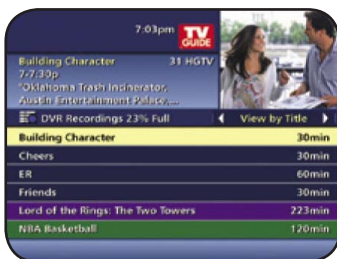 7:03pm TV
GUIDE
Building Character 31 HGTV
7-7:30p
"Oklahoma Trash Incinerator,
Austin Entertainment Palace,...
DVR Recordings 23% Full View by Title
Building Character 30min
Cheers 30min
ER 60min
Friends 30min
Lord of the Rings: The Two Towers 223min
NBA Basketball 120min